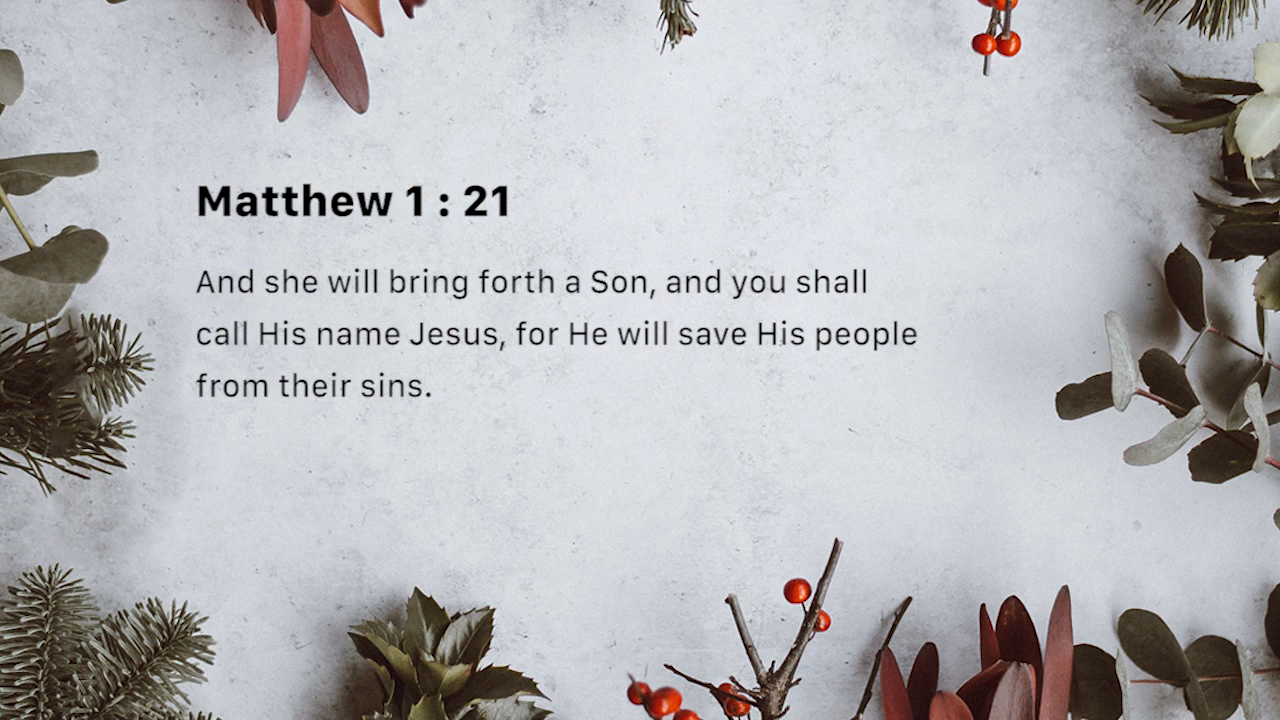 Matthew 1 : 21
And she will bring forth a Son, and you shall
call His name Jesus, for He will save His people
from their sins.